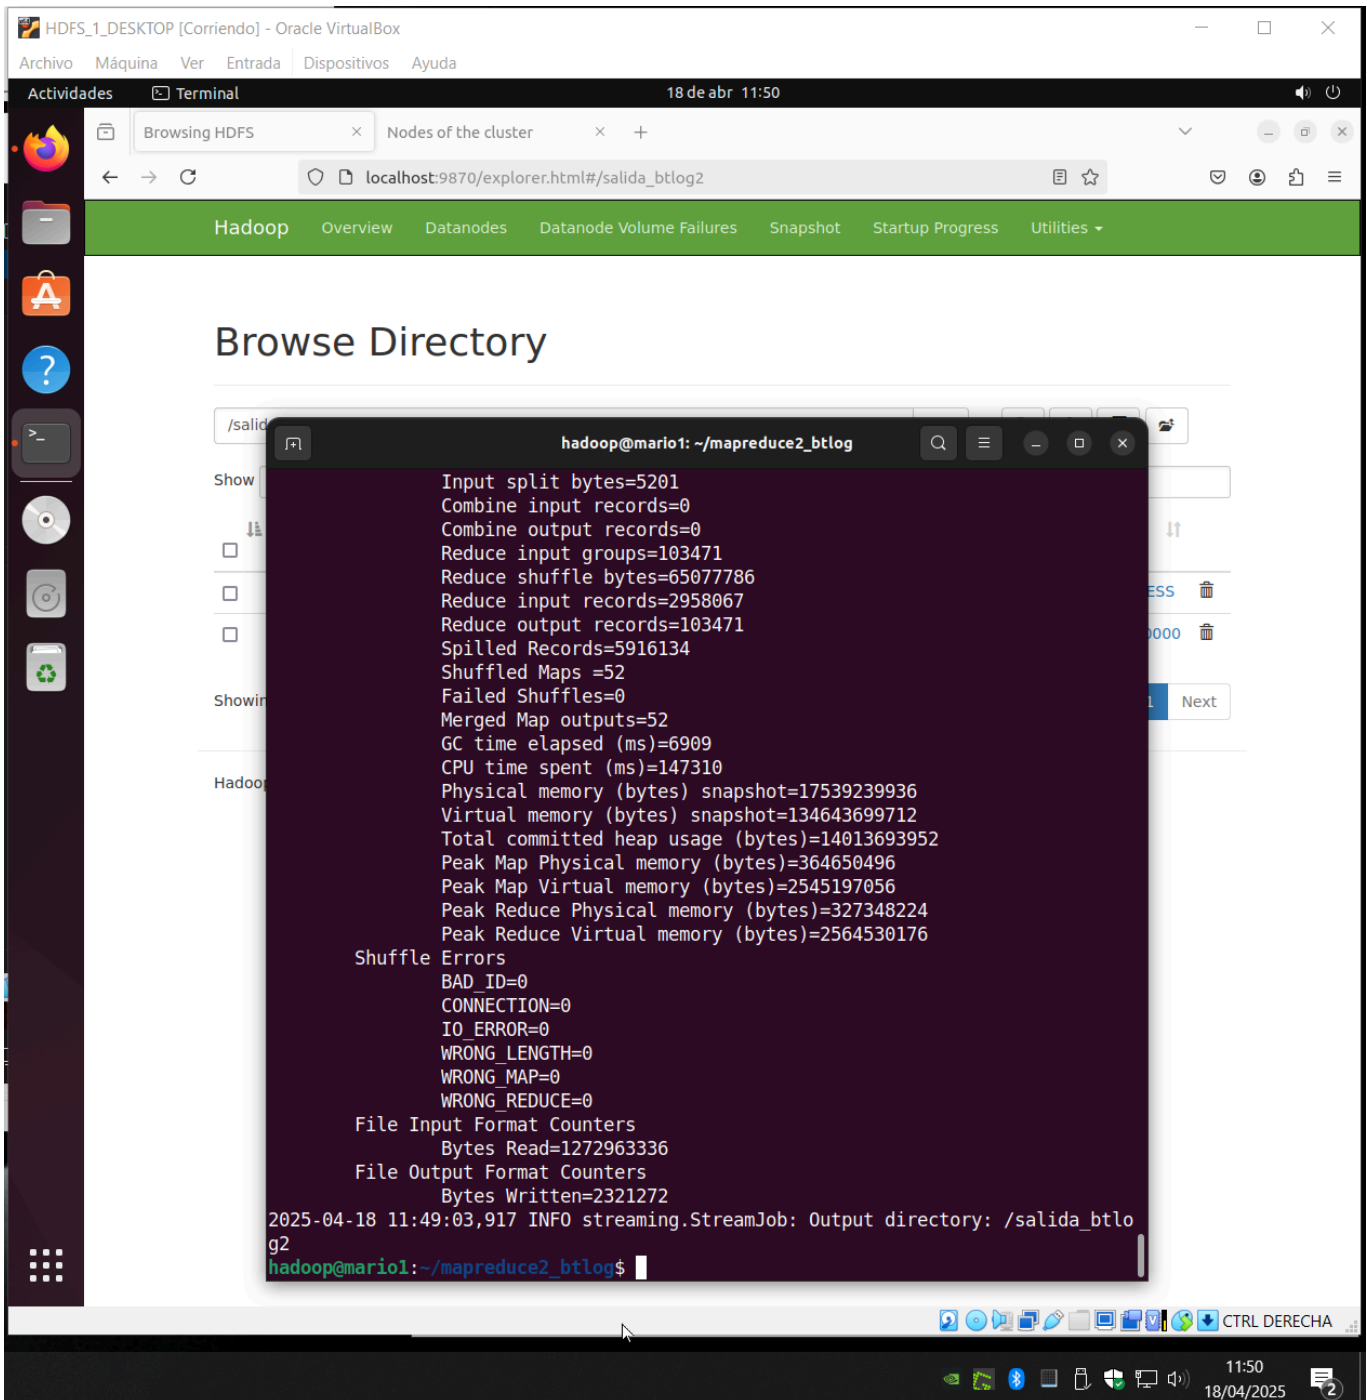 HDFS_1_DESKTOP [Corriendo] - Oracle VirtualBox
Archivo Máquina Ver Entrada Dispositivos Ayuda
Actividades Terminal 18 de abr 11:50
Browsing HDFS Nodes of the cluster
localhost:9870/explorer.html#/salida_btlog2
Hadoop Overview Datanodes Datanode Volume Failures Snapshot Startup Progress Utilities
Browse Directory
/salid
hadoop@mario1: ~/mapreduce2_btlog
Show
Input split bytes=5201
Combine input records=0
Combine output records=0
Reduce input groups=103471
Reduce shuffle bytes=65077786
Reduce input records=2958067
Reduce output records=103471
Spilled Records=5916134
Shuffled Maps =52
Failed Shuffles=0
Merged Map outputs=52
GC time elapsed (ms)=6909
CPU time spent (ms)=147310
Physical memory (bytes) snapshot=17539239936
Virtual memory (bytes) snapshot=134643699712
Total committed heap usage (bytes)=14013693952
Peak Map Physical memory (bytes)=364650496
Peak Map Virtual memory (bytes)=2545197056
Peak Reduce Physical memory (bytes)=327348224
Peak Reduce Virtual memory (bytes)=2564530176
Shuffle Errors
BAD_ID=0
CONNECTION=0
IO_ERROR=0
WRONG_LENGTH=0
WRONG_MAP=0
WRONG_REDUCE=0
File Input Format Counters
Bytes Read=1272963336
File Output Format Counters
Bytes Written=2321272
2025-04-18 11:49:03,917 INFO streaming.StreamJob: Output directory: /salida_btlo
g2
hadoop@mario1:~/mapreduce2_btlog$
ESS
0000
Showin
1 Next
Hadoop
CTRL DERECHA
11:50
18/04/2025
2